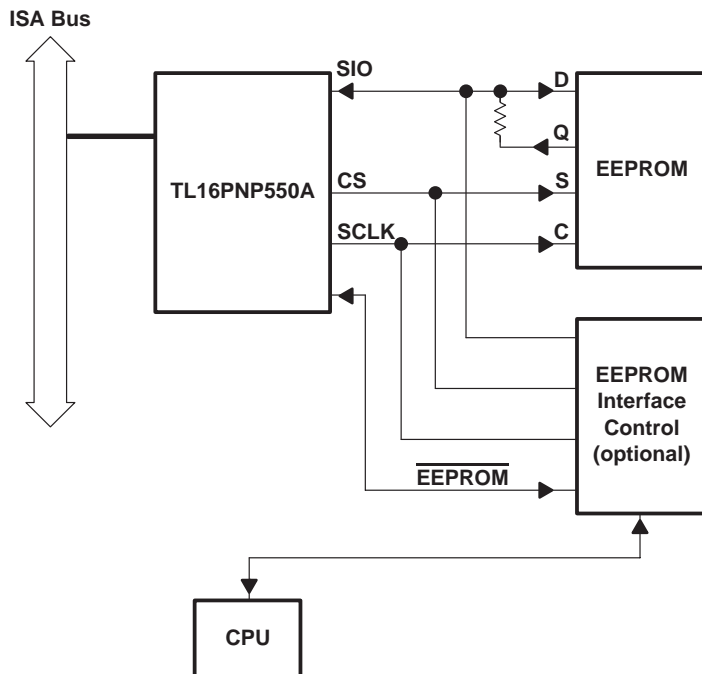 ISA Bus
SIO
D
Q
TL16PNP550A
EEPROM
CS
S
SCLK
C
EEPROM
Interface
Control
(optional)
EEPROM
CPU